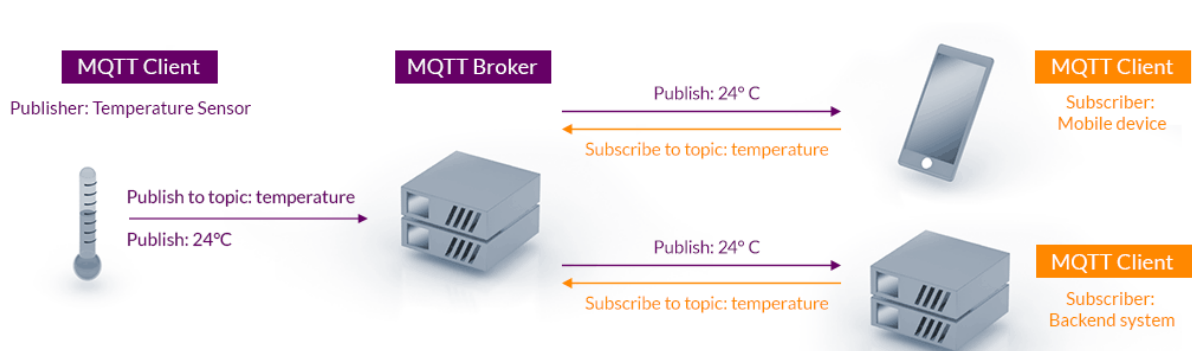 MQTT Client
Publisher: Temperature Sensor
Publish to topic: temperature
Publish: 24°C
MQTT Broker
Publish: 24° C
Subscribe to topic: temperature
MQTT Client
Subscriber:
Mobile device
Publish: 24° C
Subscribe to topic: temperature
MQTT Client
Subscriber:
Backend system